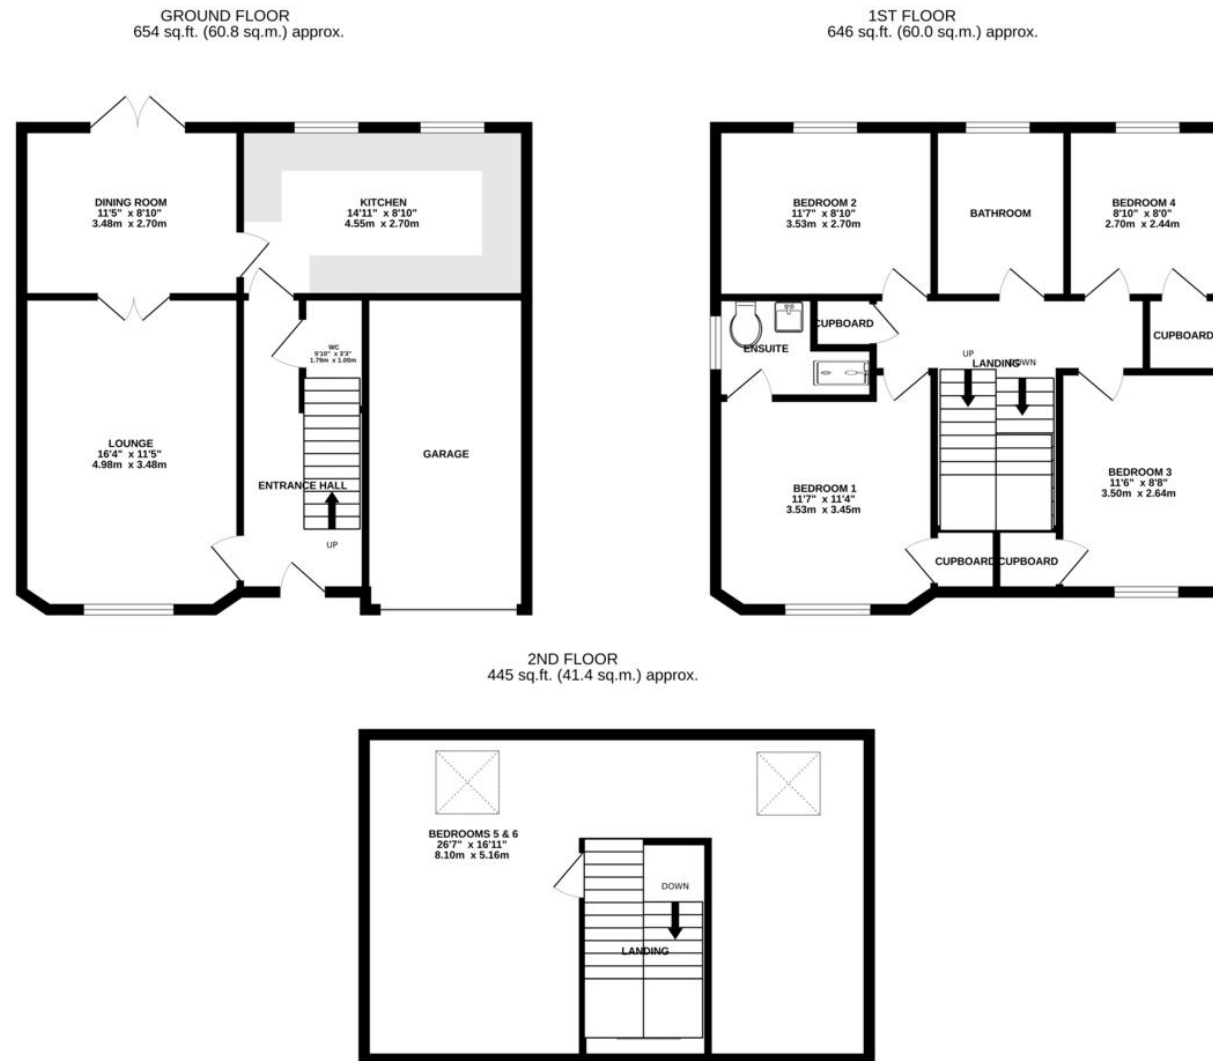 GROUND FLOOR
654 sq.ft. (60.8 sq.m.) approx.
DINING ROOM
11'5" x 8'10"
3.48m x 2.70m
KITCHEN
14'11" x 8'10"
4.55m x 2.70m
WC
5'10" x 3'3"
1.79m x 1.00m
LOUNGE
16'4" x 11'5"
4.98m x 3.48m
ENTRANCE HALL
UP
GARAGE
1ST FLOOR
646 sq.ft. (60.0 sq.m.) approx.
BEDROOM 2
11'7" x 8'10"
3.53m x 2.70m
BATHROOM
BEDROOM 4
8'10" x 8'0"
2.70m x 2.44m
ENSUITE
CUPBOARD
CUPBOARD
UP
LANDING
DOWN
BEDROOM 1
11'7" x 11'4"
3.53m x 3.45m
BEDROOM 3
11'6" x 8'8"
3.50m x 2.64m
CUPBOARD
CUPBOARD
2ND FLOOR
445 sq.ft. (41.4 sq.m.) approx.
BEDROOMS 5 & 6
26'7" x 16'11"
8.10m x 5.16m
DOWN
LANDING